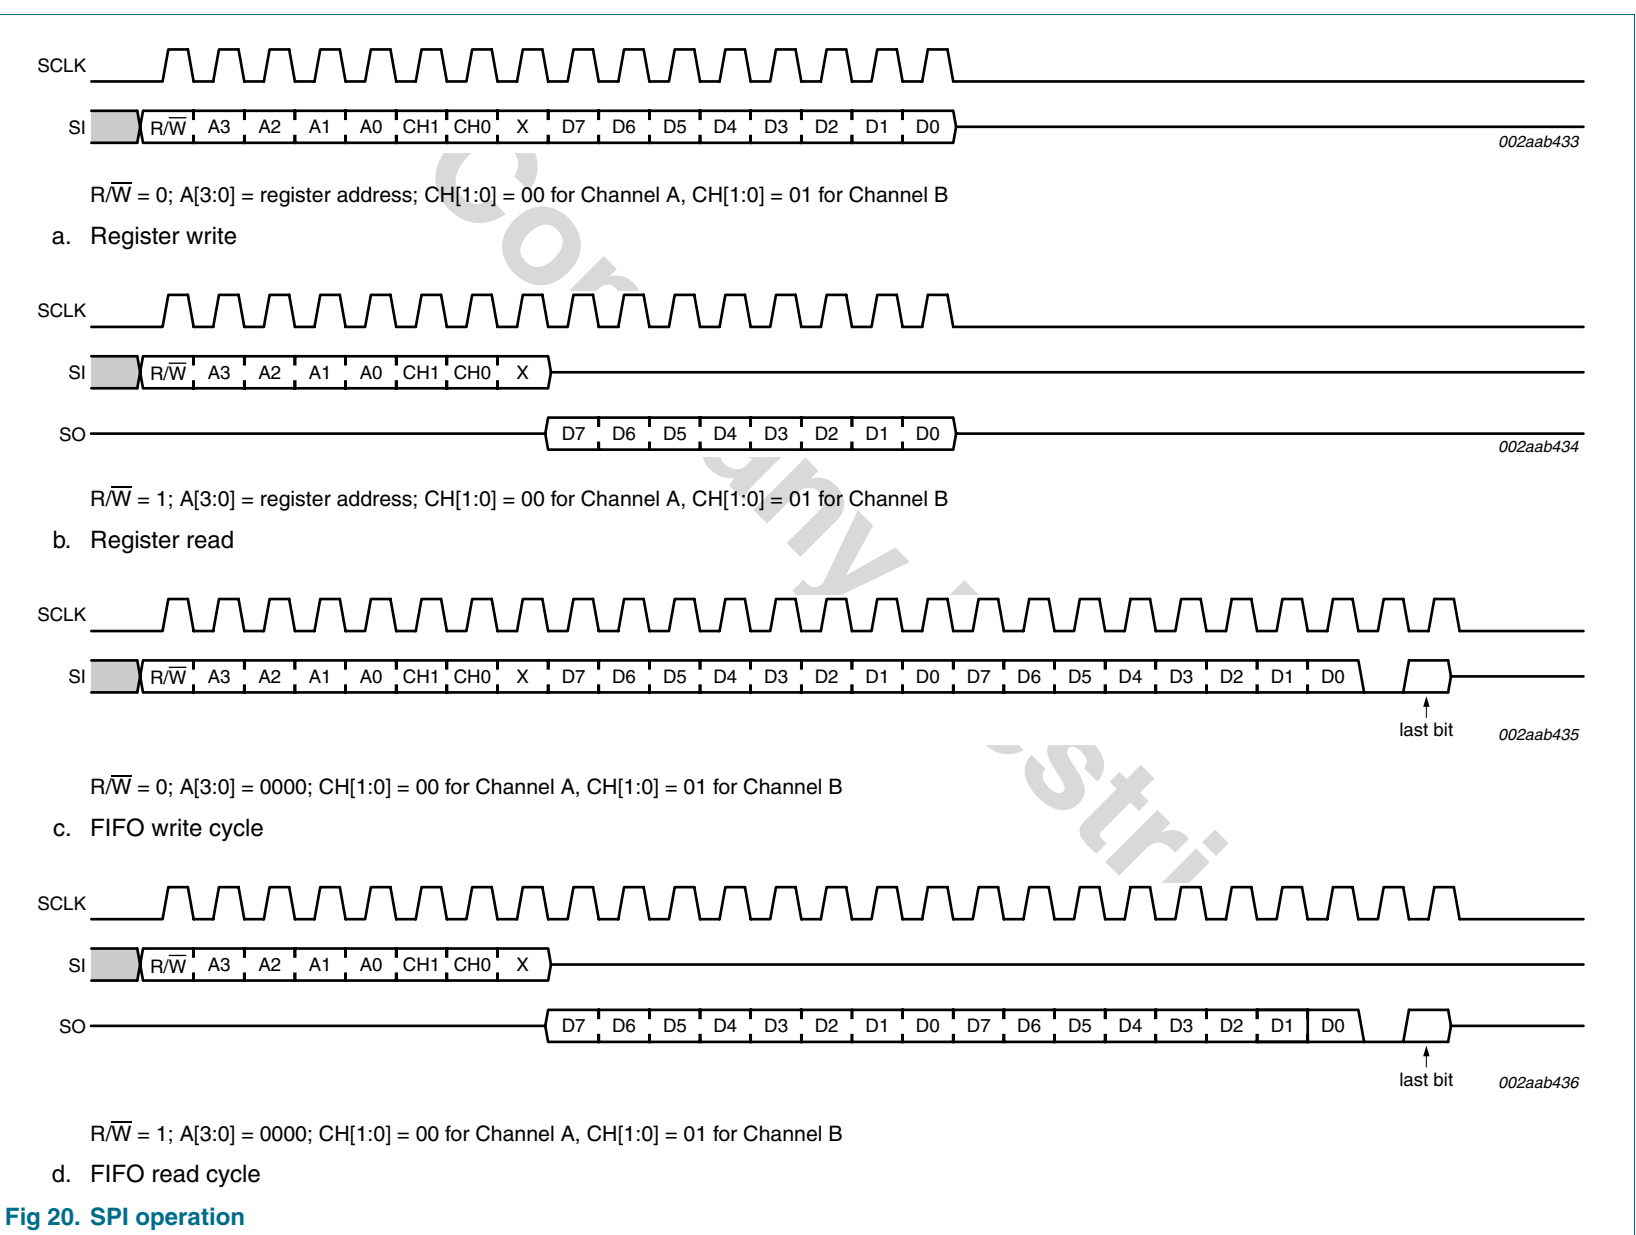 SCLK
SI R/W̅ A3 A2 A1 A0 CH1 CH0 X D7 D6 D5 D4 D3 D2 D1 D0
002aab433
R/W̅ = 0; A[3:0] = register address; CH[1:0] = 00 for Channel A, CH[1:0] = 01 for Channel B
a. Register write
SCLK
SI R/W̅ A3 A2 A1 A0 CH1 CH0 X
SO D7 D6 D5 D4 D3 D2 D1 D0
002aab434
R/W̅ = 1; A[3:0] = register address; CH[1:0] = 00 for Channel A, CH[1:0] = 01 for Channel B
b. Register read
SCLK
SI R/W̅ A3 A2 A1 A0 CH1 CH0 X D7 D6 D5 D4 D3 D2 D1 D0 D7 D6 D5 D4 D3 D2 D1 D0
last bit
002aab435
R/W̅ = 0; A[3:0] = 0000; CH[1:0] = 00 for Channel A, CH[1:0] = 01 for Channel B
c. FIFO write cycle
SCLK
SI R/W̅ A3 A2 A1 A0 CH1 CH0 X
SO D7 D6 D5 D4 D3 D2 D1 D0 D7 D6 D5 D4 D3 D2 D1 D0
last bit
002aab436
R/W̅ = 1; A[3:0] = 0000; CH[1:0] = 00 for Channel A, CH[1:0] = 01 for Channel B
d. FIFO read cycle
Fig 20. SPI operation